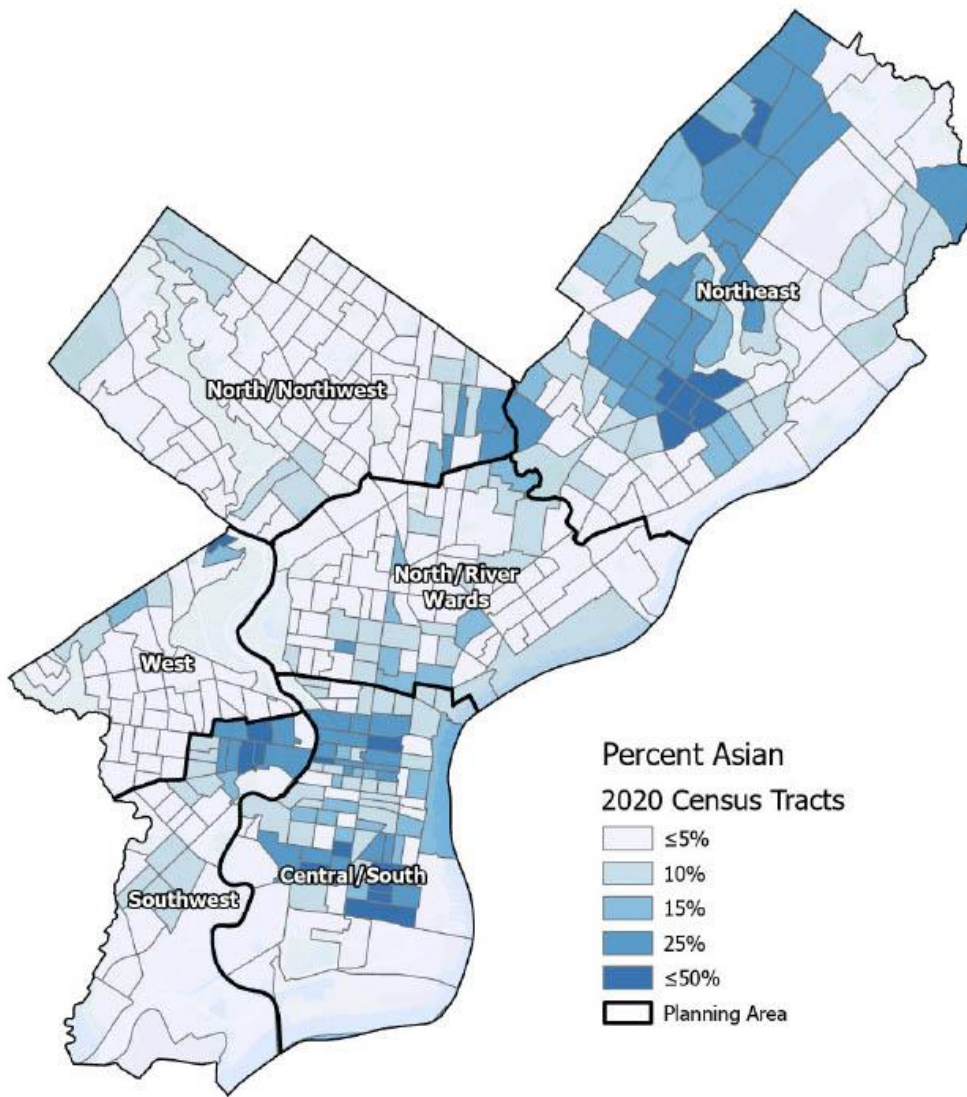 Northeast
North/Northwest
North/River
Wards
West
Central/South
Southwest
Percent Asian
2020 Census Tracts
≤5%
10%
15%
25%
≤50%
Planning Area